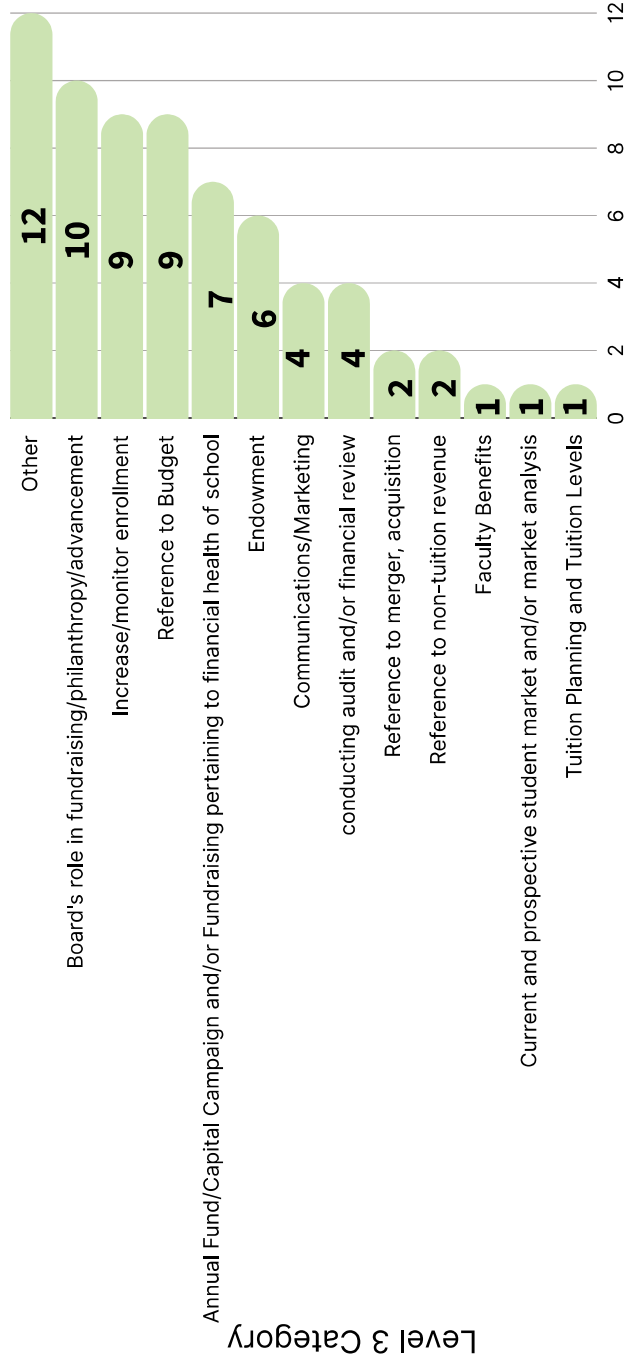 Level 3 Category
Other
12
Board's role in fundraising/philanthropy/advancement
10
Increase/monitor enrollment
9
Reference to Budget
9
Annual Fund/Capital Campaign and/or Fundraising pertaining to financial health of school
7
Endowment
6
Communications/Marketing
4
conducting audit and/or financial review
4
Reference to merger, acquisition
2
Reference to non-tuition revenue
2
Faculty Benefits
1
Current and prospective student market and/or market analysis
1
Tuition Planning and Tuition Levels
1
0 2 4 6 8 10 12